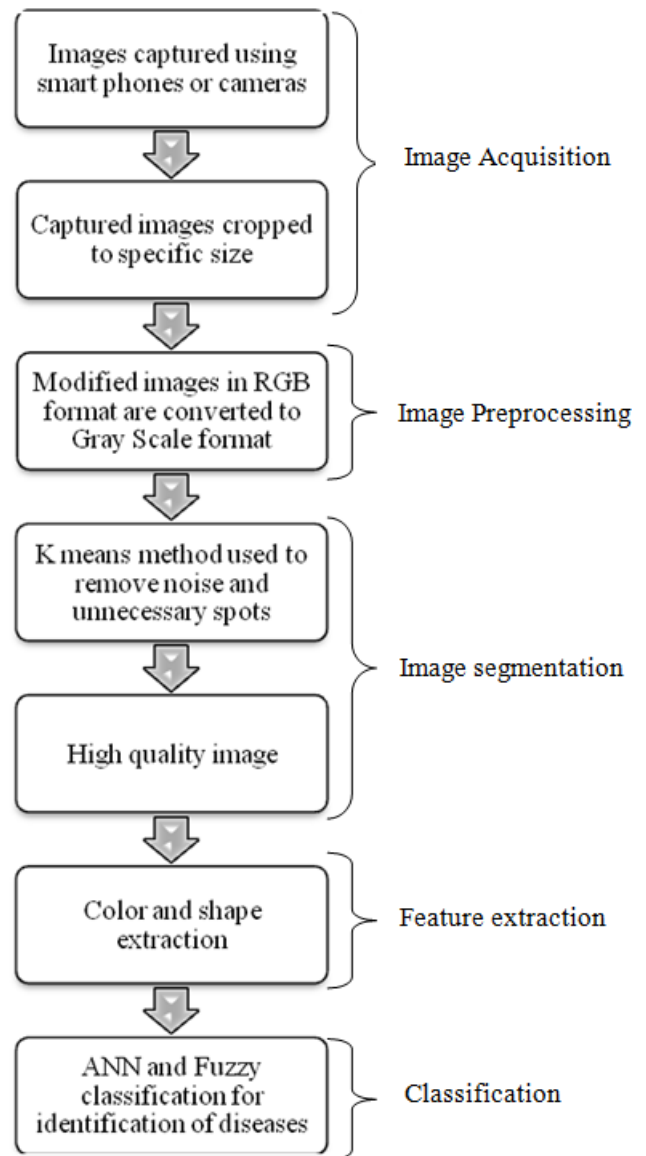 Images captured using
smart phones or cameras
Image Acquisition
Captured images cropped
to specific size
Modified images in RGB
format are converted to
Gray Scale format
Image Preprocessing
K means method used to
remove noise and
unnecessary spots
Image segmentation
High quality image
Color and shape
extraction
Feature extraction
ANN and Fuzzy
classification for
identification of diseases
Classification